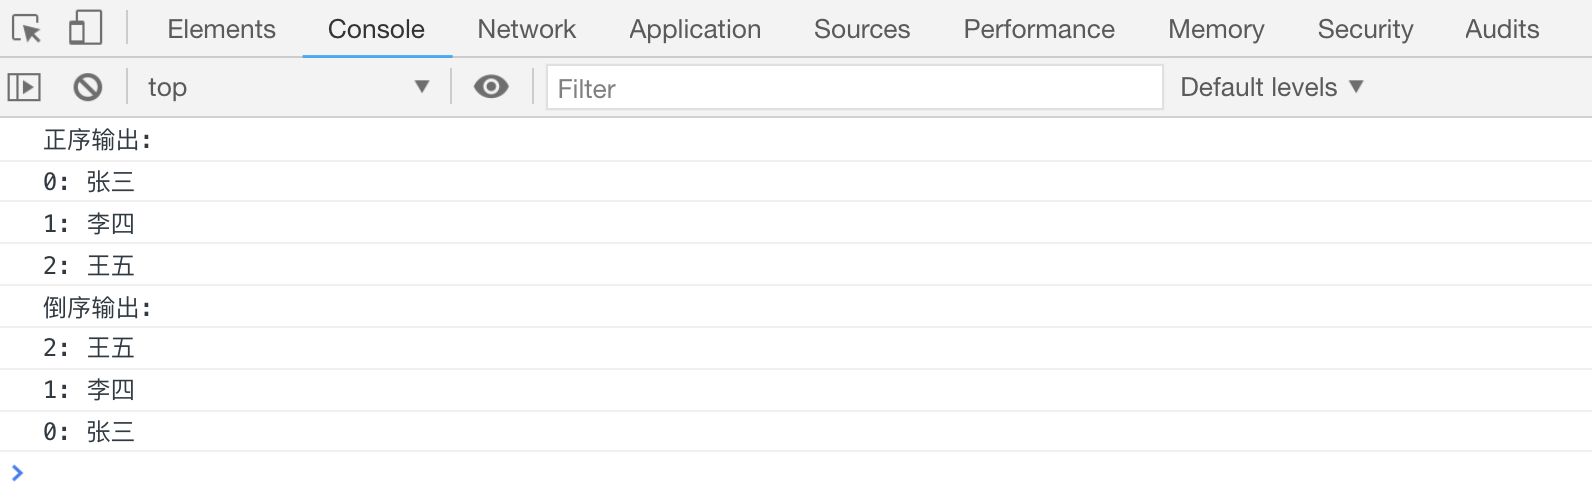 Elements Console Network Application Sources Performance Memory Security Audits
top ▼ Filter Default levels ▼
正序输出:
0: 张三
1: 李四
2: 王五
倒序输出:
2: 王五
1: 李四
0: 张三